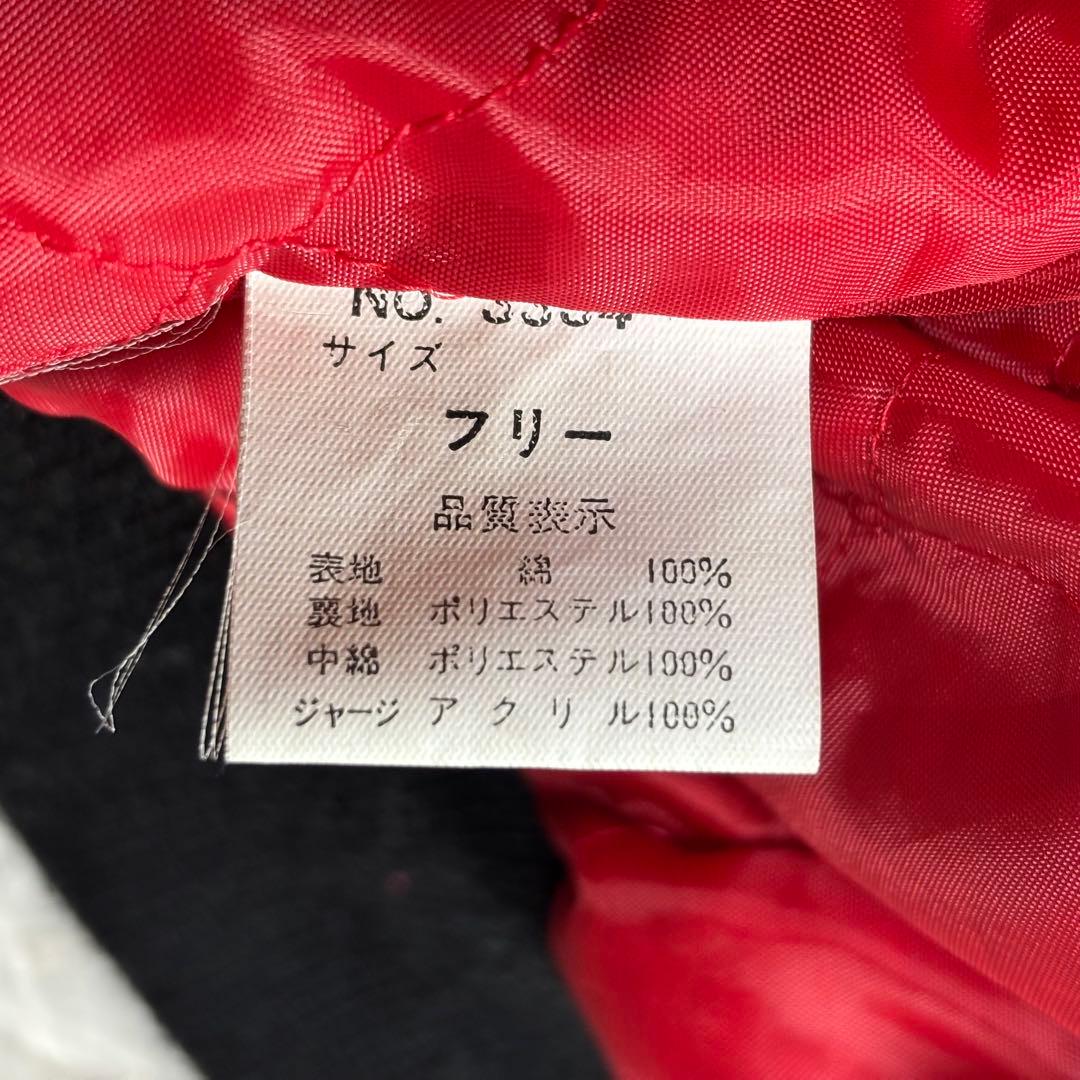 NO.
サイズ
フリー
品質表示
表地 綿 100%
裏地 ポリエステル100%
中綿 ポリエステル100%
ジャージ アクリル100%